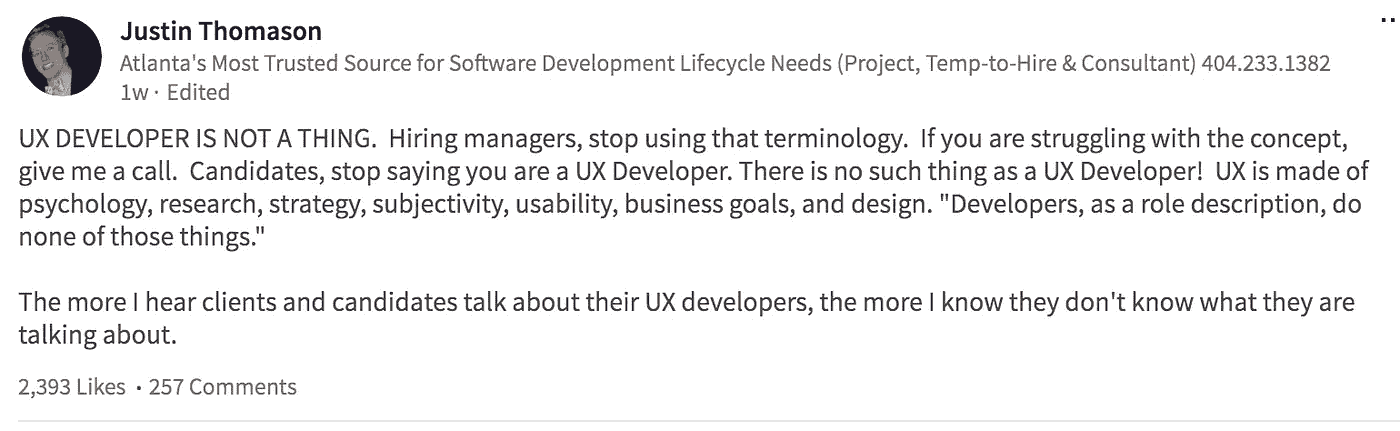 Justin Thomason
Atlanta's Most Trusted Source for Software Development Lifecycle Needs (Project, Temp-to-Hire & Consultant) 404.233.1382
1w · Edited
UX DEVELOPER IS NOT A THING.  Hiring managers, stop using that terminology.  If you are struggling with the concept,
give me a call.  Candidates, stop saying you are a UX Developer. There is no such thing as a UX Developer!  UX is made of
psychology, research, strategy, subjectivity, usability, business goals, and design. "Developers, as a role description, do
none of those things."
The more I hear clients and candidates talk about their UX developers, the more I know they don't know what they are
talking about.
2,393 Likes • 257 Comments